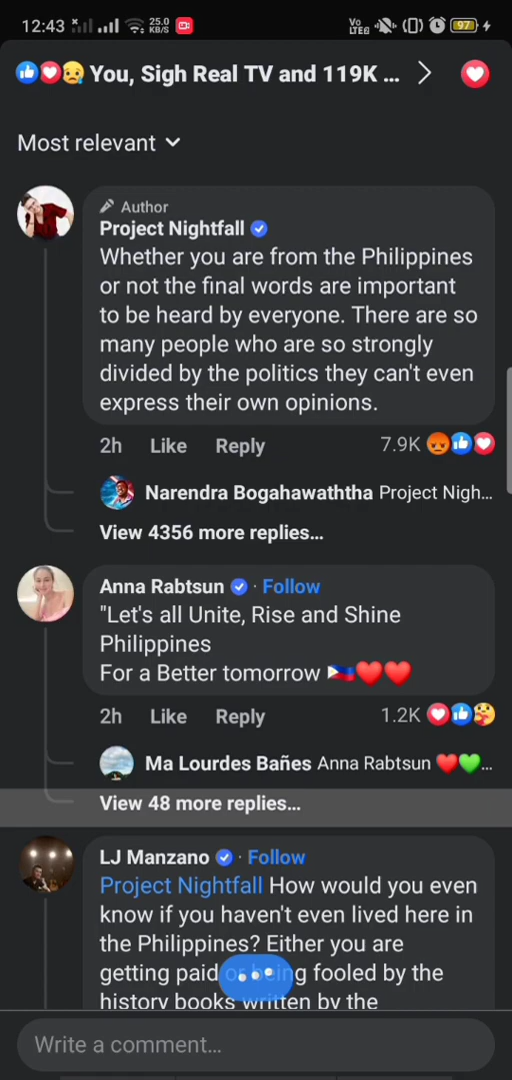 12:43
25.0
KB/S
Vo
LTE2
97
You, Sigh Real TV and 119K ...
Most relevant
Author
Project Nightfall
Whether you are from the Philippines
or not the final words are important
to be heard by everyone. There are so
many people who are so strongly
divided by the politics they can't even
express their own opinions.
2h Like Reply 7.9K
Narendra Bogahawaththa Project Nigh...
View 4356 more replies...
Anna Rabtsun · Follow
"Let's all Unite, Rise and Shine
Philippines
For a Better tomorrow 🇵🇭❤️❤️
2h Like Reply 1.2K
Ma Lourdes Bañes Anna Rabtsun ❤️💚...
View 48 more replies...
LJ Manzano · Follow
Project Nightfall How would you even
know if you haven't even lived here in
the Philippines? Either you are
getting paid or being fooled by the
history books written by the
Write a comment...